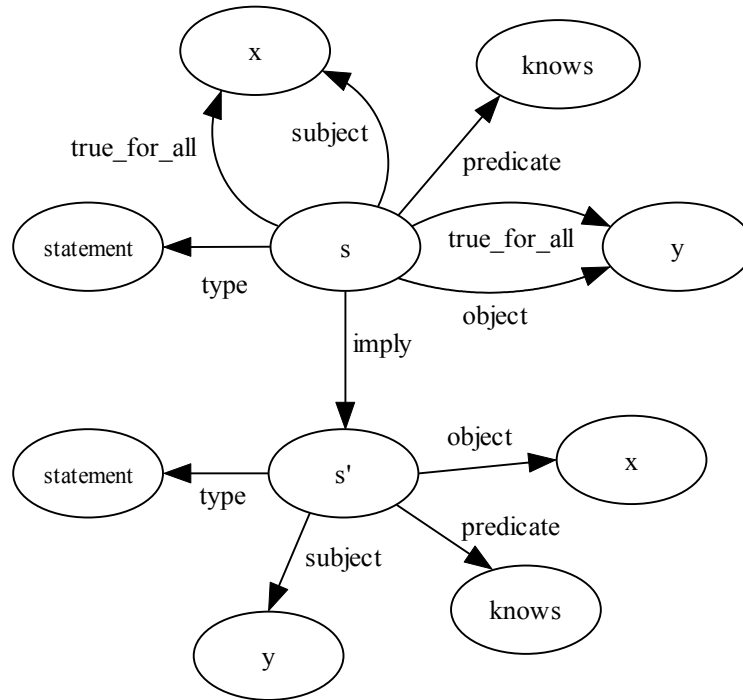 x
knows
subject
true_for_all
predicate
statement
s
true_for_all
y
type
object
imply
object
statement
s'
x
type
predicate
subject
knows
y